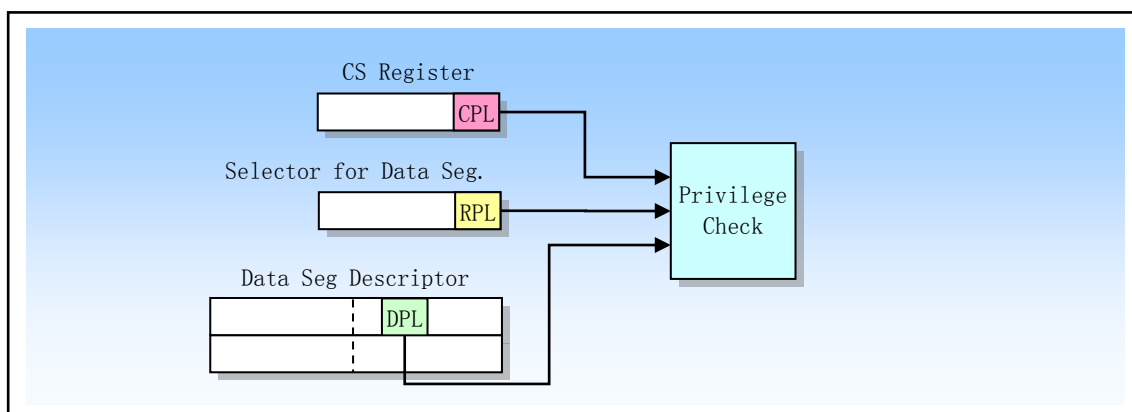 CS Register
CPL
Selector for Data Seg.
RPL
Privilege
Check
Data Seg Descriptor
DPL